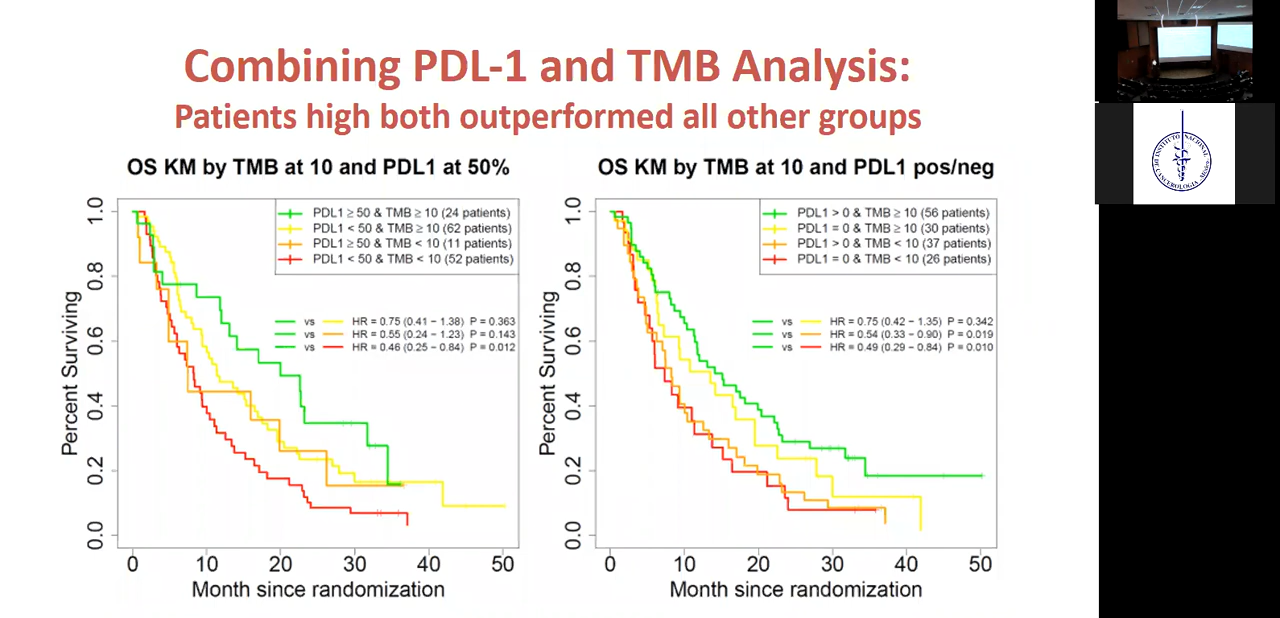 Combining PDL-1 and TMB Analysis:
Patients high both outperformed all other groups
OS KM by TMB at 10 and PDL1 at 50%
Percent Surviving
1.0
0.8
0.6
0.4
0.2
0.0
PDL1 ≥ 50 & TMB ≥ 10 (24 patients)
PDL1 < 50 & TMB ≥ 10 (62 patients)
PDL1 ≥ 50 & TMB < 10 (11 patients)
PDL1 < 50 & TMB < 10 (52 patients)
vs HR = 0.75 (0.41 − 1.38) P = 0.363
vs HR = 0.55 (0.24 − 1.23) P = 0.143
vs HR = 0.46 (0.25 − 0.84) P = 0.012
0 10 20 30 40 50
Month since randomization
OS KM by TMB at 10 and PDL1 pos/neg
Percent Surviving
1.0
0.8
0.6
0.4
0.2
0.0
PDL1 > 0 & TMB ≥ 10 (56 patients)
PDL1 = 0 & TMB ≥ 10 (30 patients)
PDL1 > 0 & TMB < 10 (37 patients)
PDL1 = 0 & TMB < 10 (26 patients)
vs HR = 0.75 (0.42 − 1.35) P = 0.342
vs HR = 0.54 (0.33 − 0.90) P = 0.019
vs HR = 0.49 (0.29 − 0.84) P = 0.010
0 10 20 30 40 50
Month since randomization
INSTITUTO NACIONAL
DE CANCEROLOGIA